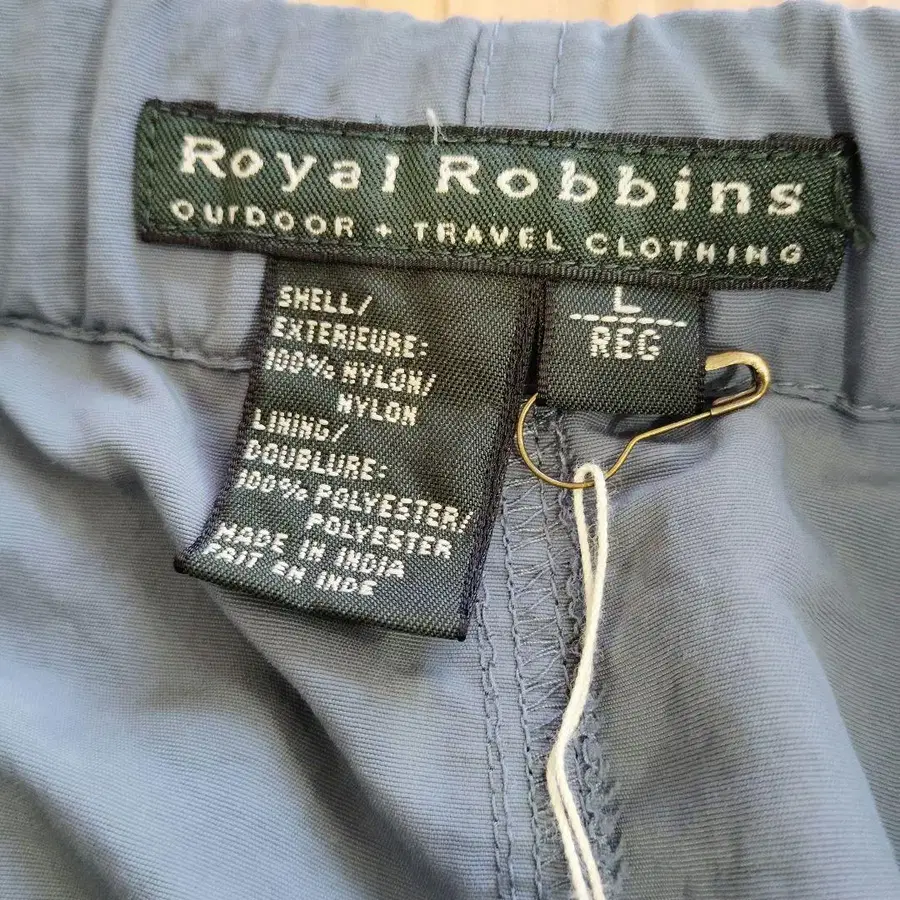 Royal Robbins
OUTDOOR + TRAVEL CLOTHING
SHELL/
EXTERIEURE:
100% NYLON/
NYLON
LINING/
DOUBLURE:
100% POLYESTER/
POLYESTER
MADE IN INDIA
FAIT EN INDE
L
REG